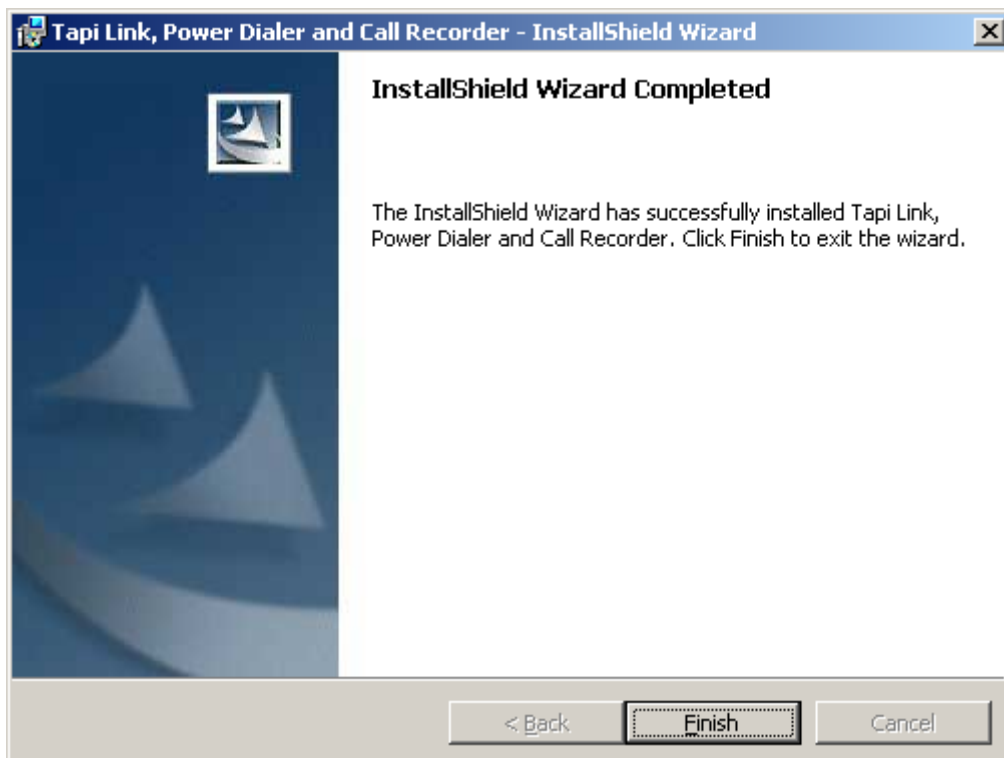 Tapi Link, Power Dialer and Call Recorder - InstallShield Wizard
InstallShield Wizard Completed
The InstallShield Wizard has successfully installed Tapi Link,
Power Dialer and Call Recorder. Click Finish to exit the wizard.
< Back
Finish
Cancel